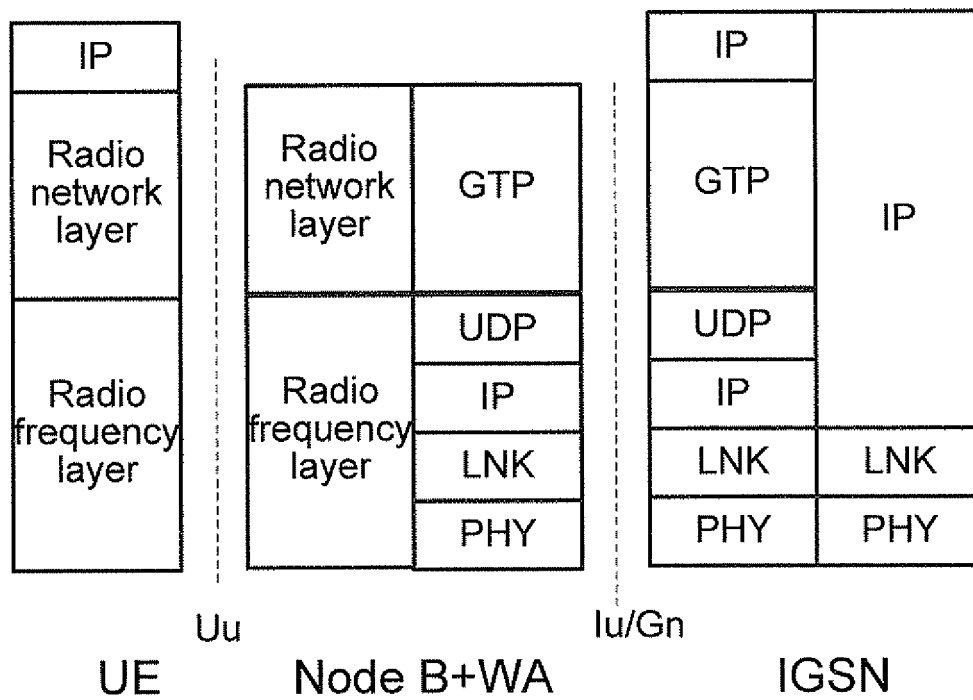 IP
Radio
network
layer
Radio
frequency
layer
Radio
network
layer
GTP
Radio
frequency
layer
UDP
IP
LNK
PHY
IP
GTP
UDP
IP
LNK
PHY
IP
LNK
PHY
Uu
Iu/Gn
UE
Node B+WA
IGSN